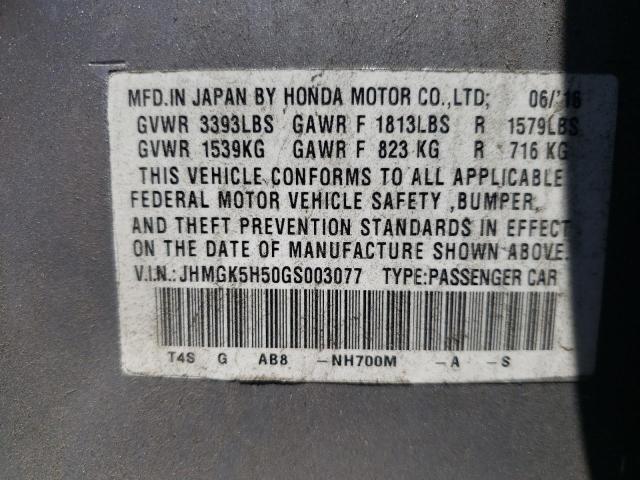 MFD.IN JAPAN BY HONDA MOTOR CO.,LTD; 06/'16
GVWR 3393LBS GAWR F 1813LBS R 1579LBS
GVWR 1539KG GAWR F 823 KG R 716 KG
THIS VEHICLE CONFORMS TO ALL APPLICABLE
FEDERAL MOTOR VEHICLE SAFETY ,BUMPER,
AND THEFT PREVENTION STANDARDS IN EFFECT
ON THE DATE OF MANUFACTURE SHOWN ABOVE.
V.I.N.:JHMGK5H50GS003077 TYPE:PASSENGER CAR
T4S G AB8 -NH700M -A -S